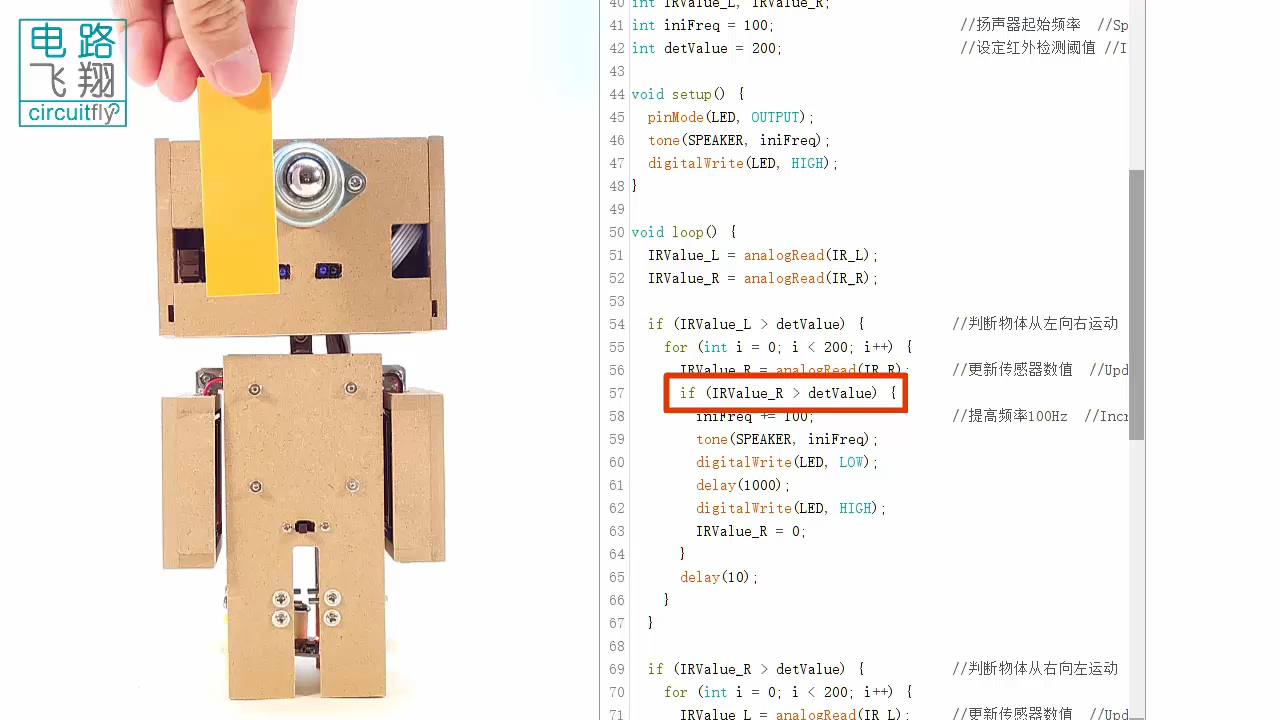 电路
飞翔
circuitfly
40 int IRValue_L, IRValue_R;
41 int iniFreq = 100; //扬声器起始频率 //Sp
42 int detValue = 200; //设定红外检测阈值 //I
43
44 void setup() {
45 pinMode(LED, OUTPUT);
46 tone(SPEAKER, iniFreq);
47 digitalWrite(LED, HIGH);
48 }
49
50 void loop() {
51 IRValue_L = analogRead(IR_L);
52 IRValue_R = analogRead(IR_R);
53
54 if (IRValue_L > detValue) { //判断物体从左向右运动
55 for (int i = 0; i < 200; i++) {
56 IRValue_R = analogRead(IR_R); //更新传感器数值 //Upd
57 if (IRValue_R > detValue) {
58 iniFreq += 100; //提高频率100Hz //Incr
59 tone(SPEAKER, iniFreq);
60 digitalWrite(LED, LOW);
61 delay(1000);
62 digitalWrite(LED, HIGH);
63 IRValue_R = 0;
64 }
65 delay(10);
66 }
67 }
68
69 if (IRValue_R > detValue) { //判断物体从右向左运动
70 for (int i = 0; i < 200; i++) {
71 IRValue_L = analogRead(IR_L); //更新传感器数值 //Upd